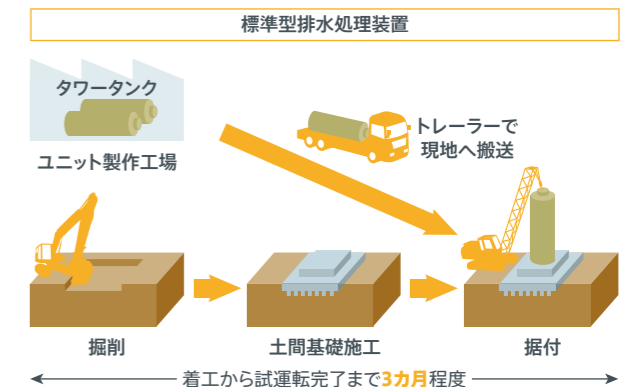 標準型排水処理装置
タワータンク
ユニット製作工場
トレーラーで
現地へ搬送
掘削
土間基礎施工
据付
着工から試運転完了まで3カ月程度